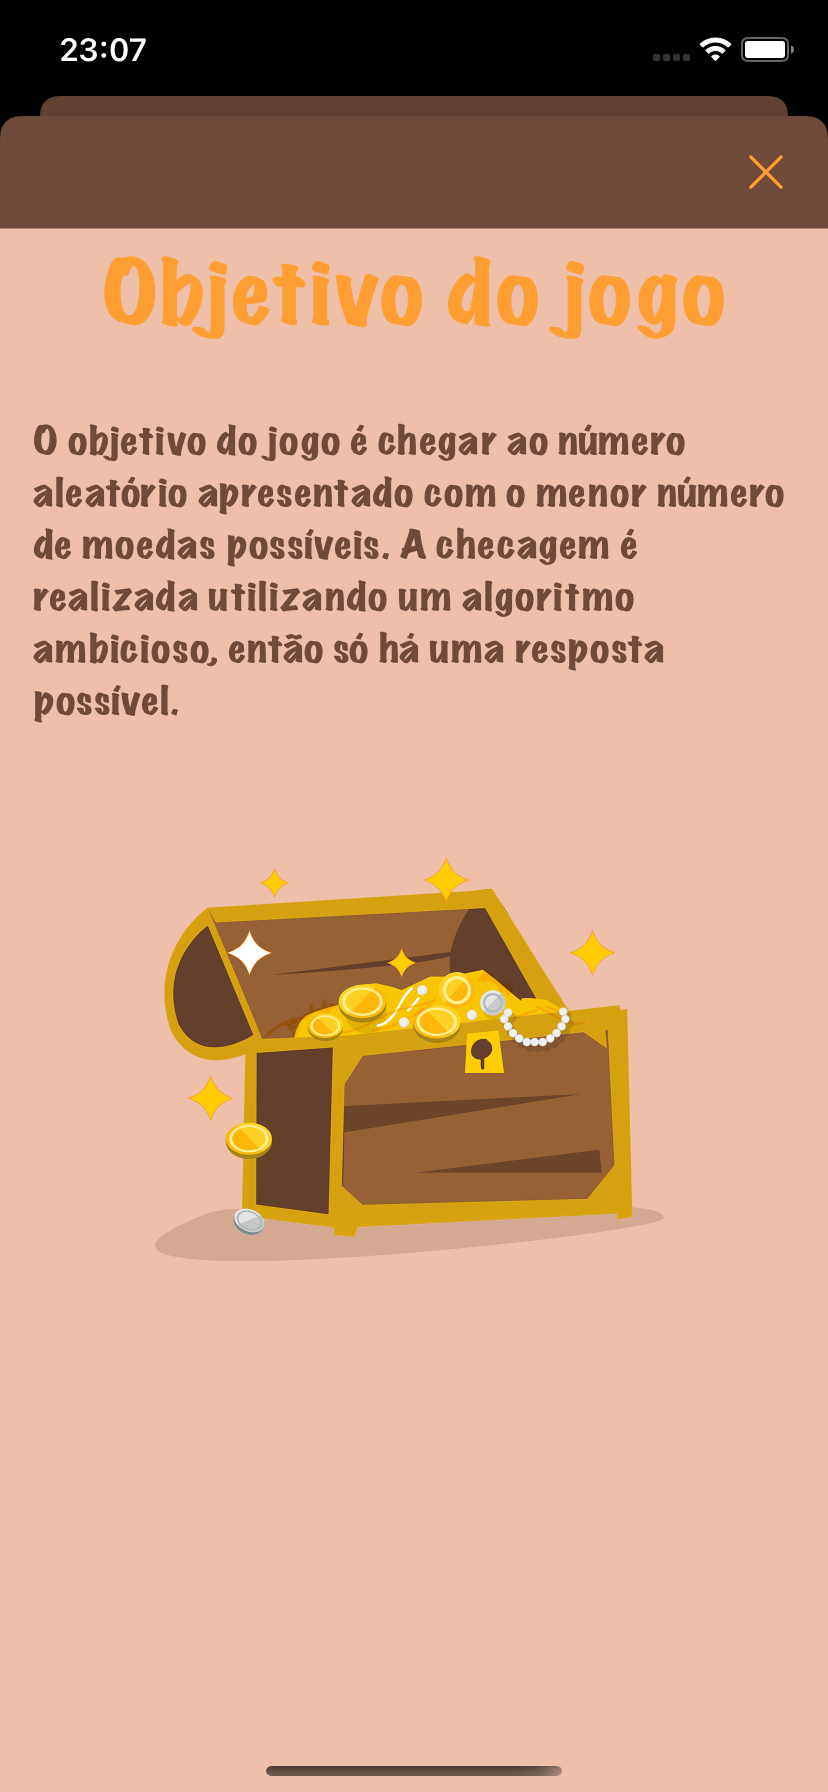 23:07
Objetivo do jogo
O objetivo do jogo é chegar ao número
aleatório apresentado com o menor número
de moedas possíveis. A checagem é
realizada utilizando um algoritmo
ambicioso, então só há uma resposta
possível.